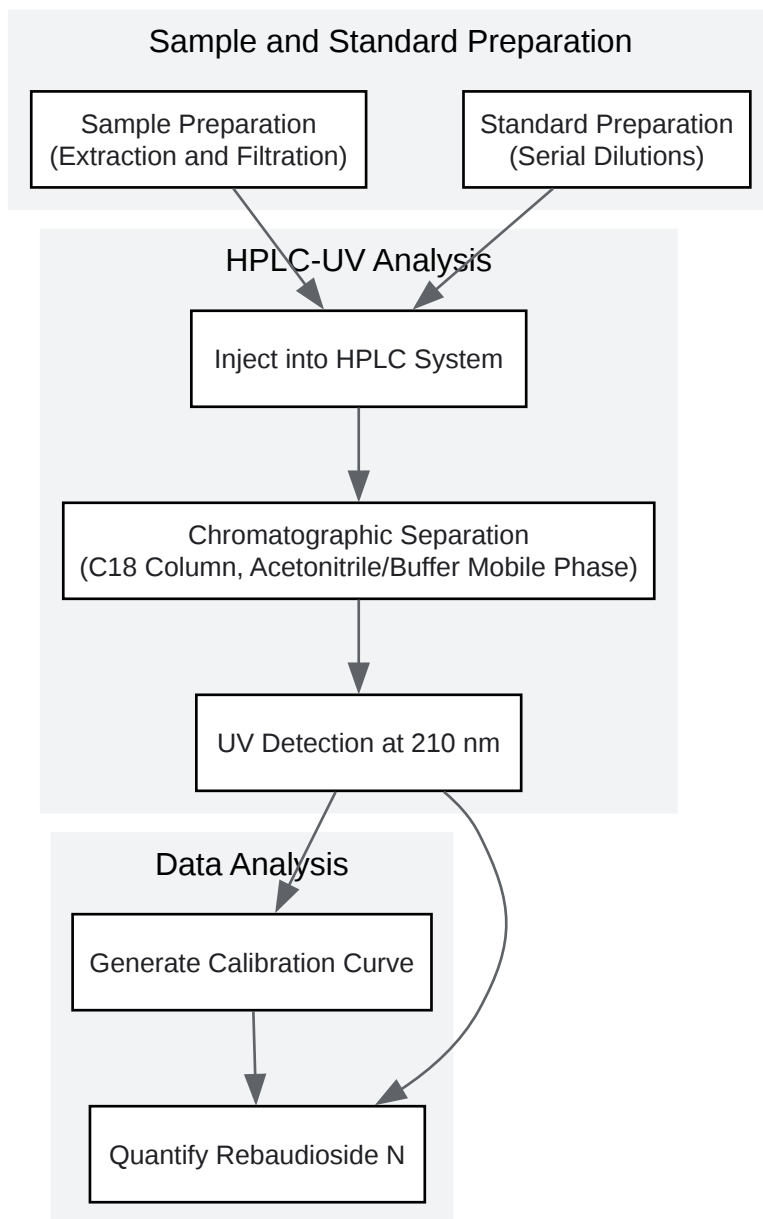 Sample and Standard Preparation
Sample Preparation
(Extraction and Filtration)
Standard Preparation
(Serial Dilutions)
HPLC-UV Analysis
Inject into HPLC System
Chromatographic Separation
(C18 Column, Acetonitrile/Buffer Mobile Phase)
UV Detection at 210 nm
Data Analysis
Generate Calibration Curve
Quantify Rebaudioside N